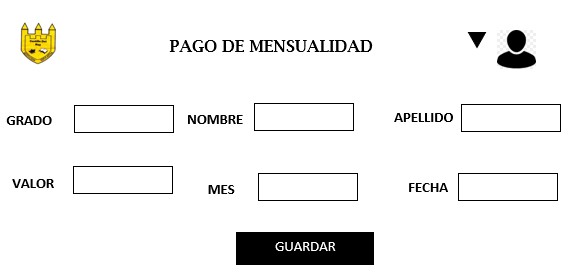 PAGO DE MENSUALIDAD
GRADO NOMBRE APELLIDO
VALOR MES FECHA
GUARDAR